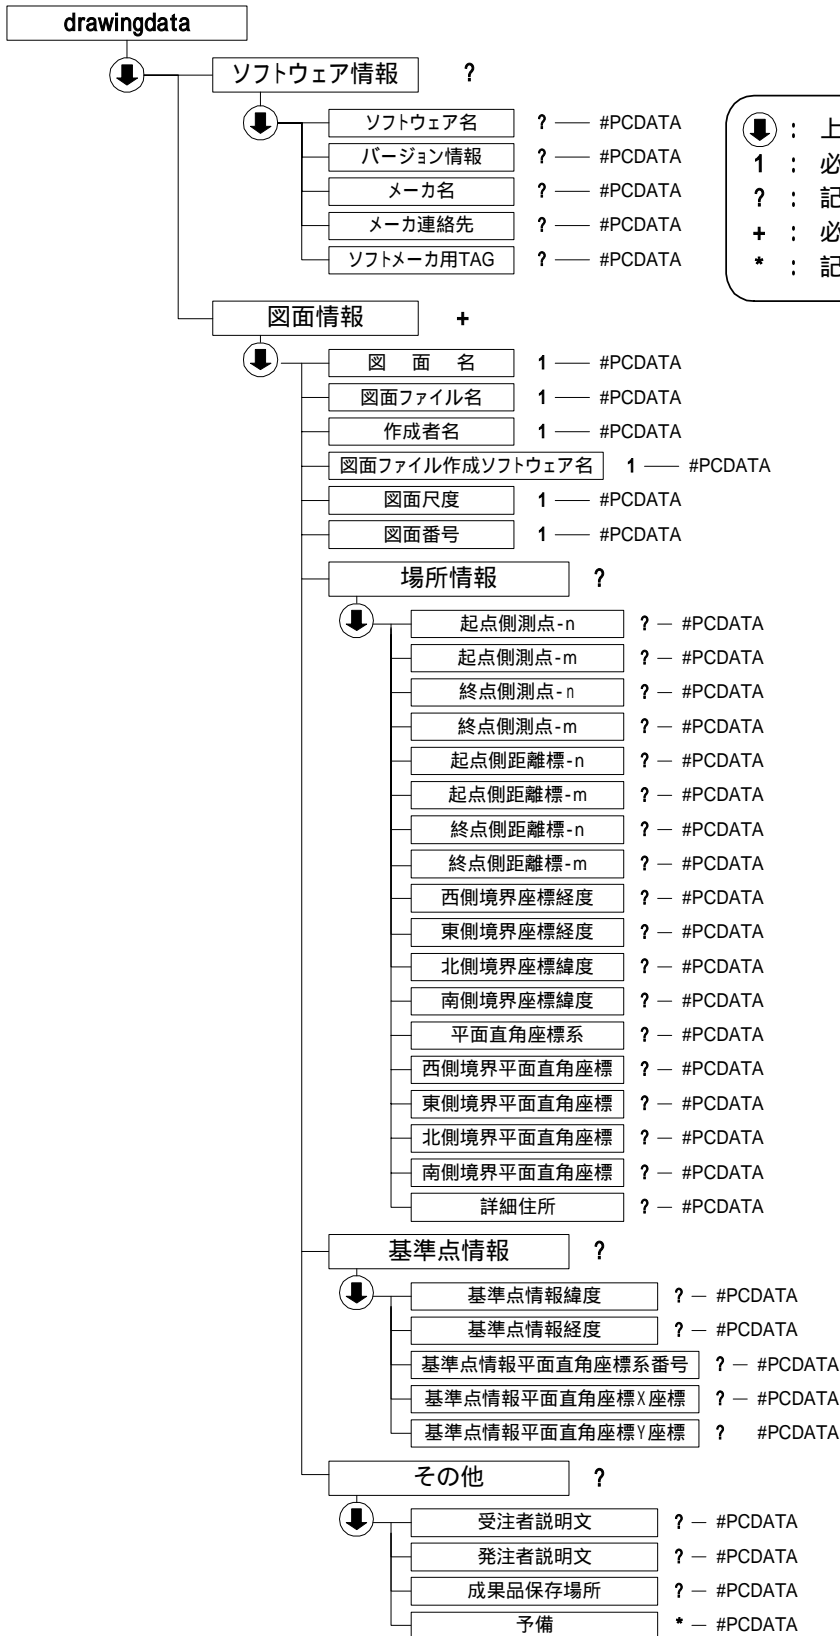 drawingdata
ソフトウェア情報 ?
ソフトウェア名 ? #PCDATA
バージョン情報 ? #PCDATA
メーカ名 ? #PCDATA
メーカ連絡先 ? #PCDATA
ソフトメーカ用TAG ? #PCDATA
: 上
1 : 必
? : 記
+ : 必
* : 記
図面情報 +
図 面 名 1 #PCDATA
図面ファイル名 1 #PCDATA
作成者名 1 #PCDATA
図面ファイル作成ソフトウェア名 1 #PCDATA
図面尺度 1 #PCDATA
図面番号 1 #PCDATA
場所情報 ?
起点側測点-n ? #PCDATA
起点側測点-m ? #PCDATA
終点側測点-n ? #PCDATA
終点側測点-m ? #PCDATA
起点側距離標-n ? #PCDATA
起点側距離標-m ? #PCDATA
終点側距離標-n ? #PCDATA
終点側距離標-m ? #PCDATA
西側境界座標経度 ? #PCDATA
東側境界座標経度 ? #PCDATA
北側境界座標緯度 ? #PCDATA
南側境界座標緯度 ? #PCDATA
平面直角座標系 ? #PCDATA
西側境界平面直角座標 ? #PCDATA
東側境界平面直角座標 ? #PCDATA
北側境界平面直角座標 ? #PCDATA
南側境界平面直角座標 ? #PCDATA
詳細住所 ? #PCDATA
基準点情報 ?
基準点情報緯度 ? #PCDATA
基準点情報経度 ? #PCDATA
基準点情報平面直角座標系番号 ? #PCDATA
基準点情報平面直角座標X座標 ? #PCDATA
基準点情報平面直角座標Y座標 ? #PCDATA
その他 ?
受注者説明文 ? #PCDATA
発注者説明文 ? #PCDATA
成果品保存場所 ? #PCDATA
予備 * #PCDATA